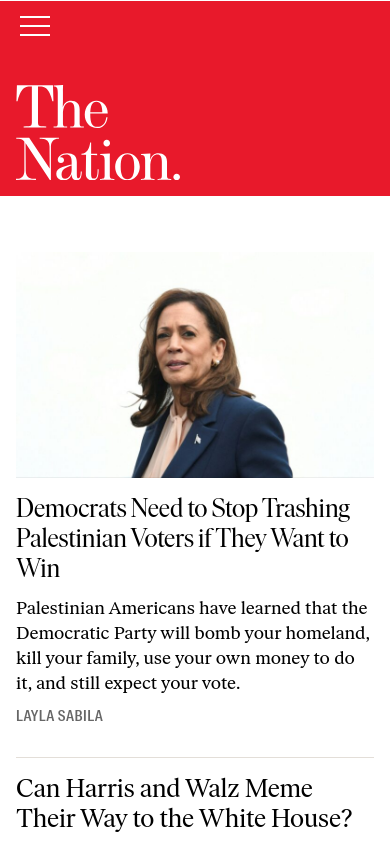 The
Nation.
Democrats Need to Stop Trashing
Palestinian Voters if They Want to
Win
Palestinian Americans have learned that the
Democratic Party will bomb your homeland,
kill your family, use your own money to do
it, and still expect your vote.
LAYLA SABILA
Can Harris and Walz Meme
Their Way to the White House?